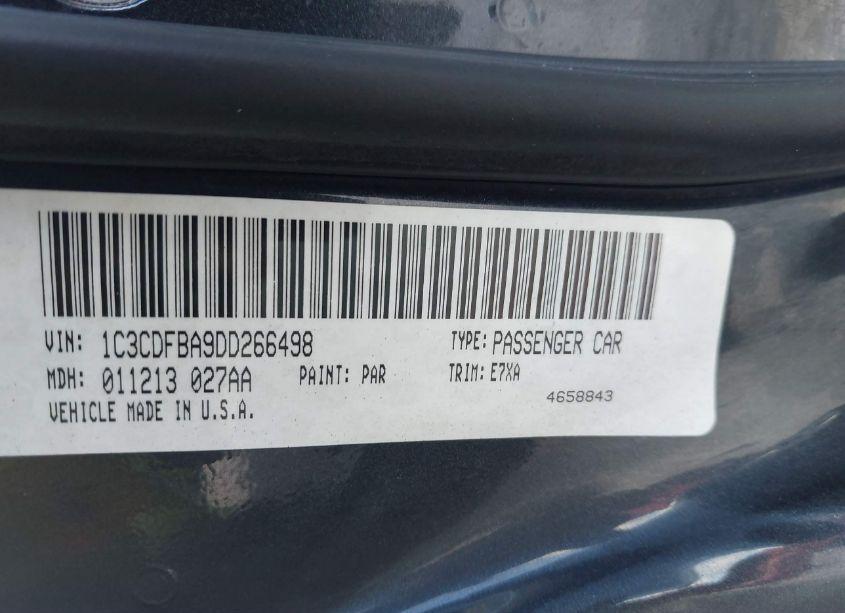 VIN: 1C3CDFBA9DD266498 TYPE: PASSENGER CAR
MDH: 011213 027AA PAINT: PAR TRIM: E7XA
VEHICLE MADE IN U.S.A. 4658843